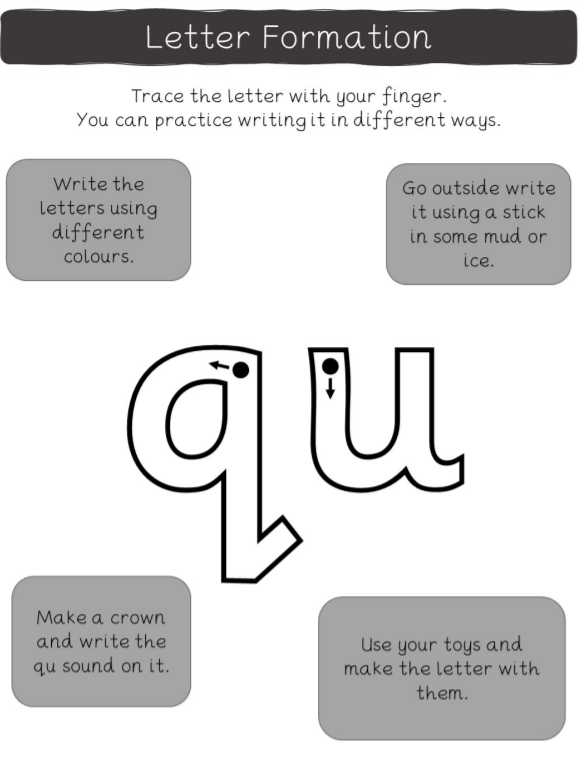 Letter Formation
Trace the letter with your finger.
You can practice writing it in different ways.
Write the
letters using
different
colours.
Go outside write
it using a stick
in some mud or
ice.
qu
Make a crown
and write the
qu sound on it.
Use your toys and
make the letter with
them.